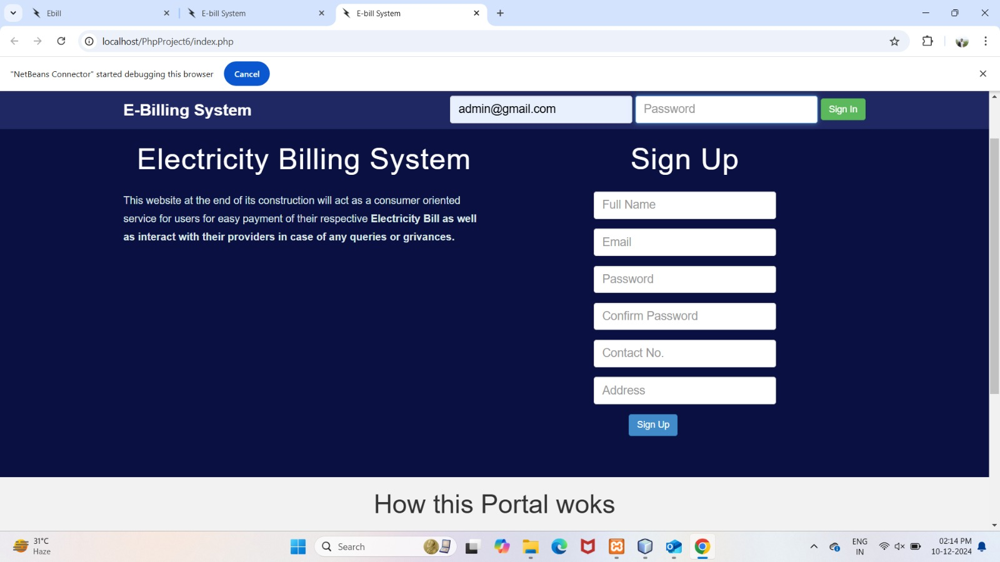 Ebill
E-bill System
E-bill System
localhost/PhpProject6/index.php
"NetBeans Connector" started debugging this browser
Cancel
E-Billing System
admin@gmail.com
Password
Sign In
Electricity Billing System
This website at the end of its construction will act as a consumer oriented
service for users for easy payment of their respective Electricity Bill as well
as interact with their providers in case of any queries or grivances.
Sign Up
Full Name
Email
Password
Confirm Password
Contact No.
Address
Sign Up
How this Portal woks
31°C
Haze
Search
ENG
IN
02:14 PM
10-12-2024